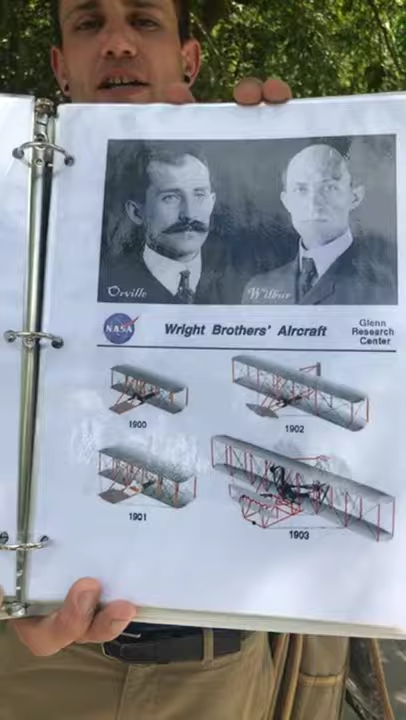 Orville
Wilbur
NASA
Wright Brothers' Aircraft
Glenn
Research
Center
1900
1902
1901
1903